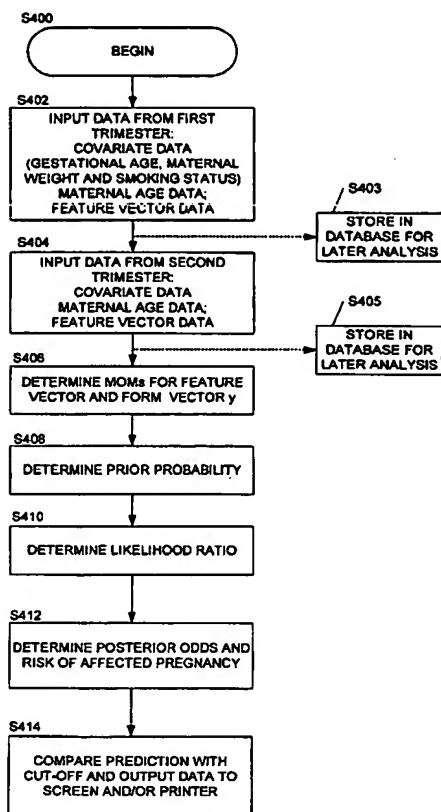 S400
BEGIN
S402
INPUT DATA FROM FIRST
TRIMESTER:
COVARIATE DATA
(GESTATIONAL AGE, MATERNAL
WEIGHT AND SMOKING STATUS)
MATERNAL AGE DATA;
FEATURE VECTOR DATA
S403
STORE IN
DATABASE FOR
LATER ANALYSIS
S404
INPUT DATA FROM SECOND
TRIMESTER:
COVARIATE DATA
MATERNAL AGE DATA;
FEATURE VECTOR DATA
S405
STORE IN
DATABASE FOR
LATER ANALYSIS
S406
DETERMINE MOMs FOR FEATURE
VECTOR AND FORM VECTOR y
S408
DETERMINE PRIOR PROBABILITY
S410
DETERMINE LIKELIHOOD RATIO
S412
DETERMINE POSTERIOR ODDS AND
RISK OF AFFECTED PREGNANCY
S414
COMPARE PREDICTION WITH
CUT-OFF AND OUTPUT DATA TO
SCREEN AND/OR PRINTER